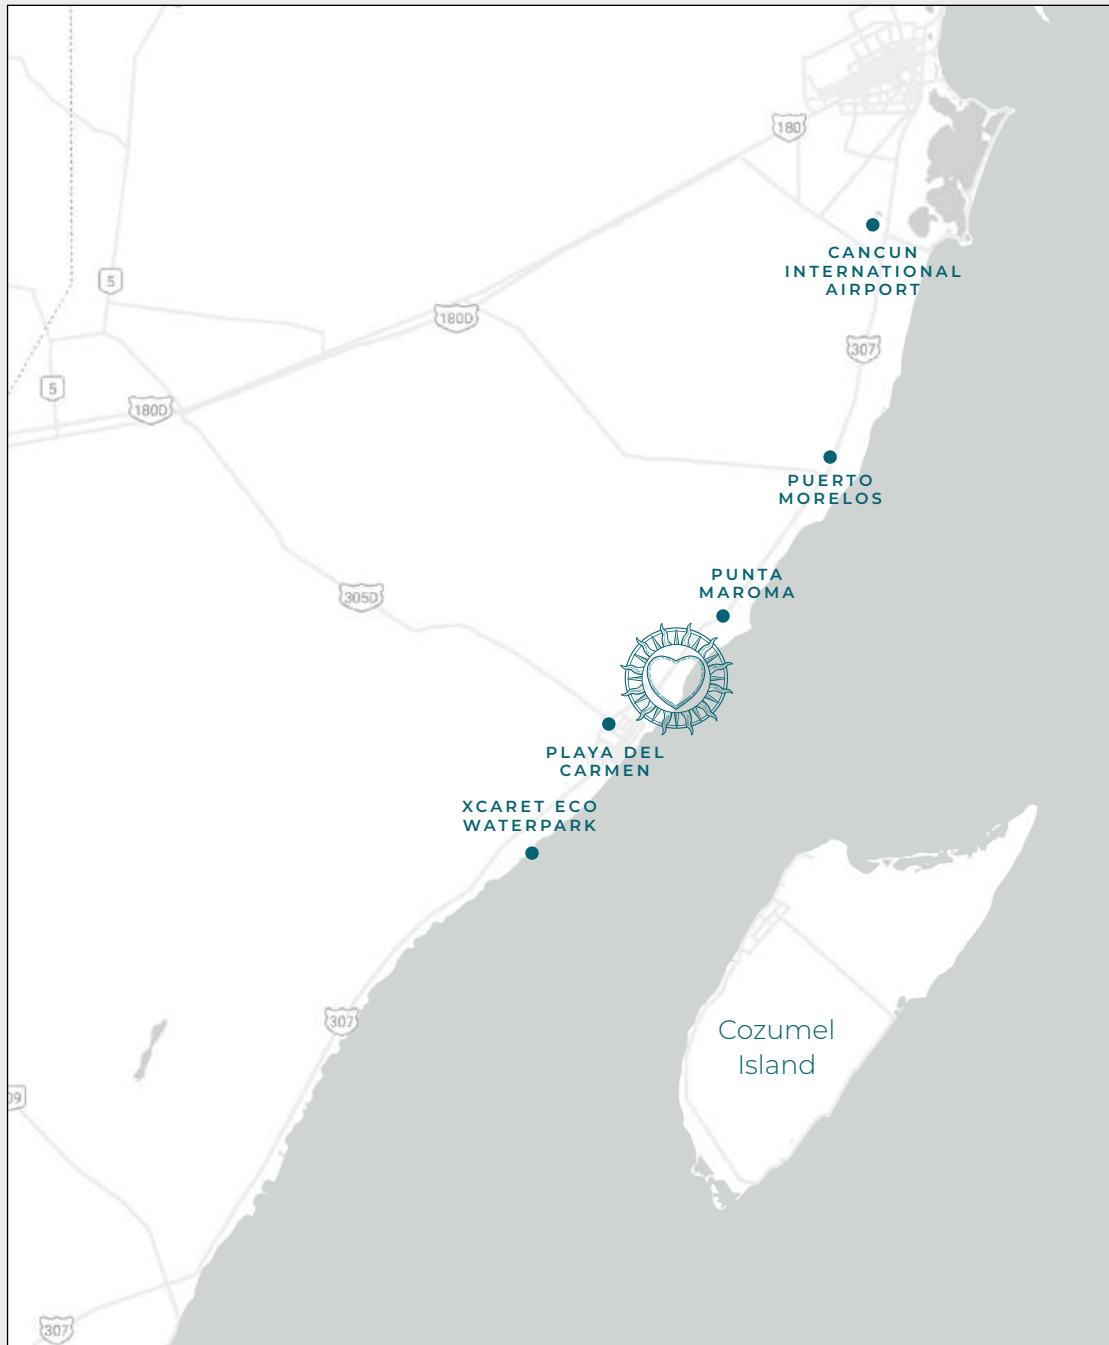 180
CANCUN
INTERNATIONAL
AIRPORT
5
180D
307
5
180D
PUERTO
MORELOS
PUNTA
MAROMA
305D
PLAYA DEL
CARMEN
XCARET ECO
WATERPARK
307
Cozumel
Island
09
307